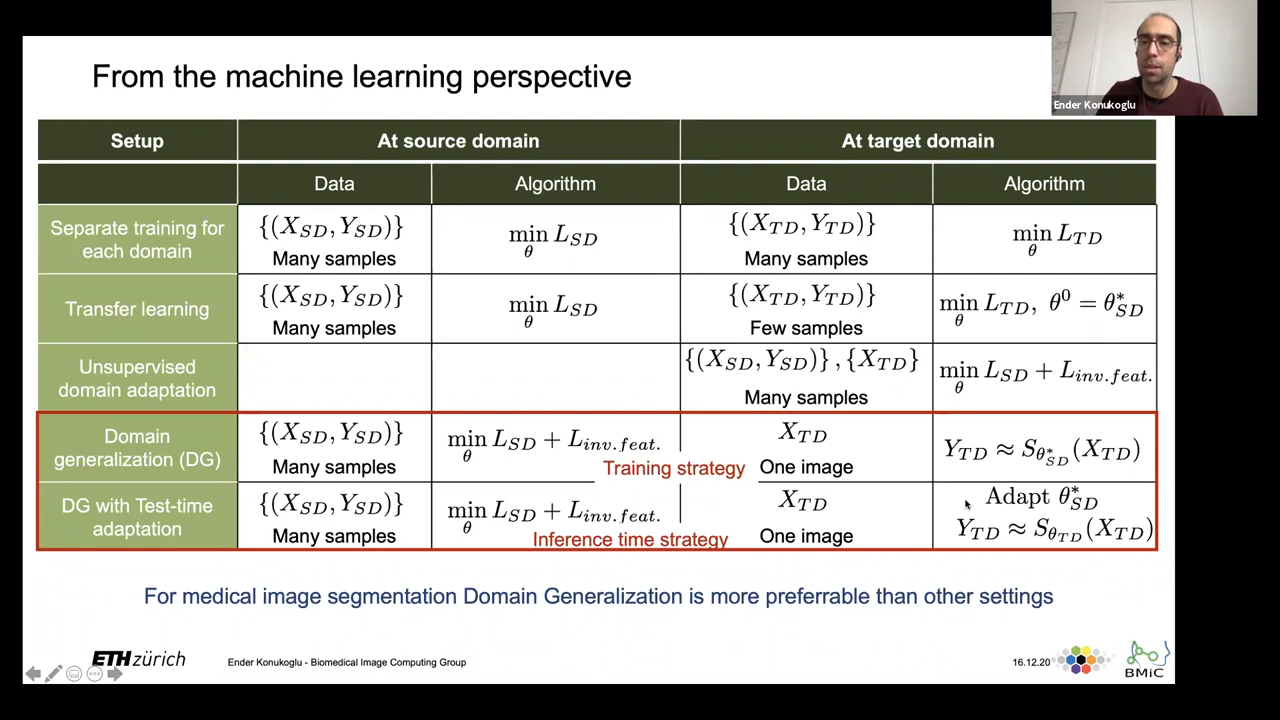 From the machine learning perspective
Ender Konukoglu
Setup At source domain At target domain
Data Algorithm Data Algorithm
Separate training for each domain
{(X_SD, Y_SD)} Many samples
min_θ L_SD
{(X_TD, Y_TD)} Many samples
min_θ L_TD
Transfer learning
{(X_SD, Y_SD)} Many samples
min_θ L_SD
{(X_TD, Y_TD)} Few samples
min_θ L_TD, θ^0 = θ*_SD
Unsupervised domain adaptation
{(X_SD, Y_SD)}, {X_TD} Many samples
min_θ L_SD + L_inv.feat.
Domain generalization (DG)
{(X_SD, Y_SD)} Many samples
min_θ L_SD + L_inv.feat.
Training strategy
X_TD One image
Y_TD ≈ S_θ*_SD(X_TD)
DG with Test-time adaptation
{(X_SD, Y_SD)} Many samples
min_θ L_SD + L_inv.feat.
Inference time strategy
X_TD One image
Adapt θ*_SD
Y_TD ≈ S_θ_TD(X_TD)
For medical image segmentation Domain Generalization is more preferrable than other settings
ETH zürich
Ender Konukoglu - Biomedical Image Computing Group
16.12.20
BMiC